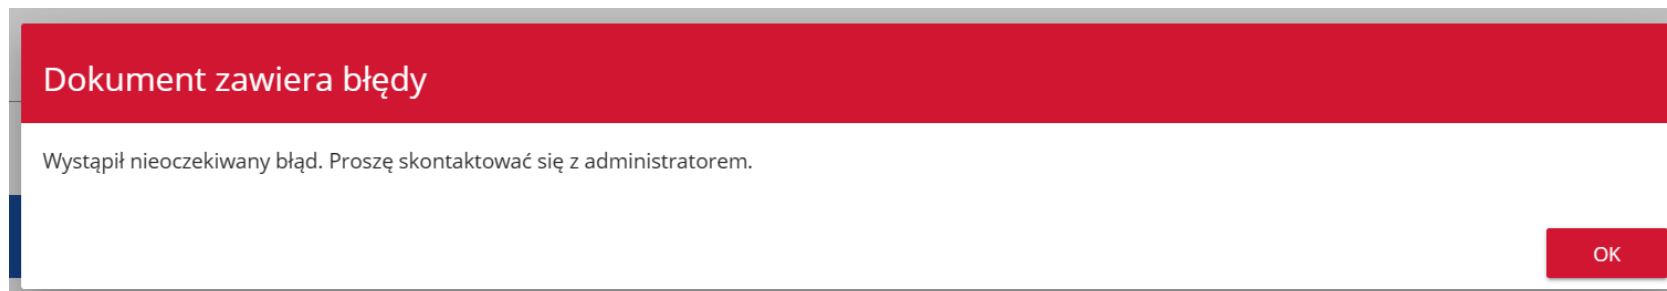 Dokument zawiera błędy
Wystąpił nieoczekiwany błąd. Proszę skontaktować się z administratorem.
OK